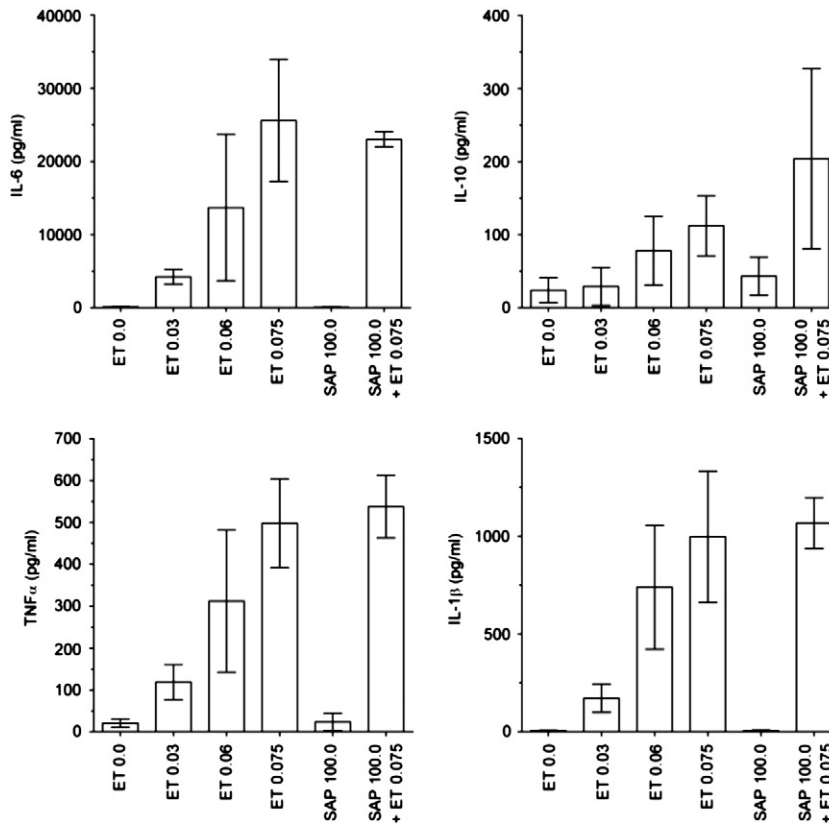 40000
30000
20000
10000
0
IL-6 (pg/ml)
ET 0.0
ET 0.03
ET 0.06
ET 0.075
SAP 100.0
SAP 100.0
+ ET 0.075
400
300
200
100
0
IL-10 (pg/ml)
ET 0.0
ET 0.03
ET 0.06
ET 0.075
SAP 100.0
SAP 100.0
+ ET 0.075
700
600
500
400
300
200
100
0
TNFα (pg/ml)
ET 0.0
ET 0.03
ET 0.06
ET 0.075
SAP 100.0
SAP 100.0
+ ET 0.075
1500
1000
500
0
IL-1β (pg/ml)
ET 0.0
ET 0.03
ET 0.06
ET 0.075
SAP 100.0
SAP 100.0
+ ET 0.075